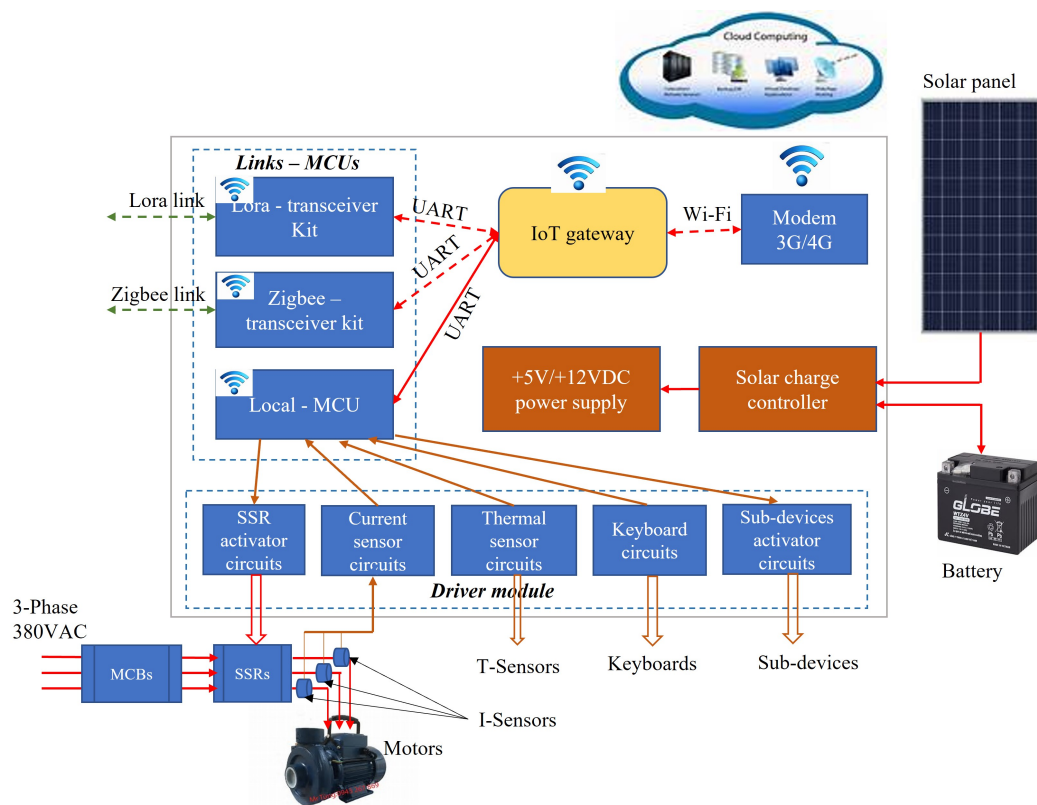 Cloud Computing
Solar panel
Links – MCUs
Lora link
Lora - transceiver
Kit
UART
IoT gateway
Wi-Fi
Modem
3G/4G
UART
Zigbee link
Zigbee –
transceiver kit
UART
+5V/+12VDC
power supply
Solar charge
controller
Local - MCU
GLOBE
WTZ4V
Battery
SSR
activator
circuits
Current
sensor
circuits
Thermal
sensor
circuits
Keyboard
circuits
Sub-devices
activator
circuits
Driver module
3-Phase
380VAC
MCBs
SSRs
T-Sensors
Keyboards
Sub-devices
I-Sensors
Motors